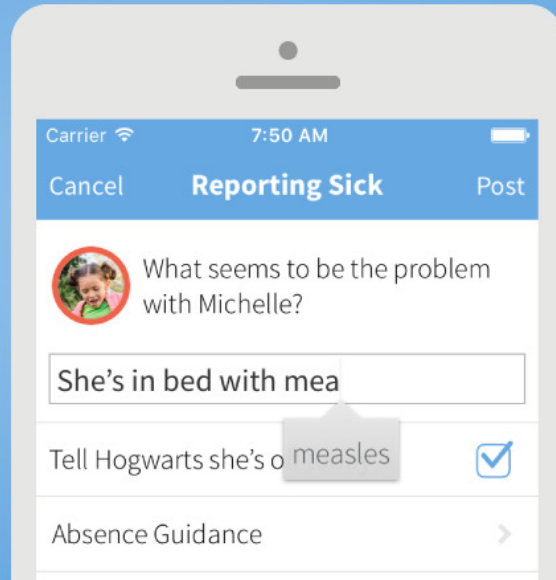 Carrier 7:50 AM
Cancel Reporting Sick Post
What seems to be the problem
with Michelle?
She's in bed with mea
measles
Tell Hogwarts she's o
Absence Guidance